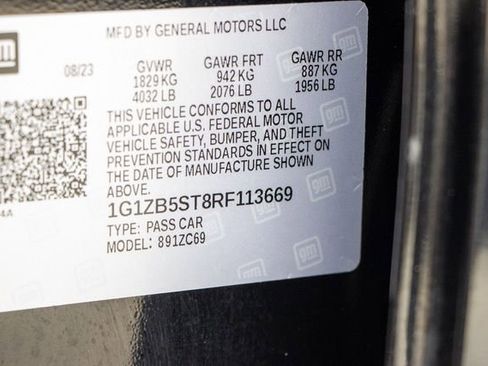 gm
MFD BY GENERAL MOTORS LLC
08/23
GVWR GAWR FRT GAWR RR
1829 KG 942 KG 887 KG
4032 LB 2076 LB 1956 LB
THIS VEHICLE CONFORMS TO ALL
APPLICABLE U.S. FEDERAL MOTOR
VEHICLE SAFETY, BUMPER, AND THEFT
PREVENTION STANDARDS IN EFFECT ON
THE DATE OF MANUFACTURE SHOWN
ABOVE.
1G1ZB5ST8RF113669
TYPE: PASS CAR
MODEL: 891ZC69